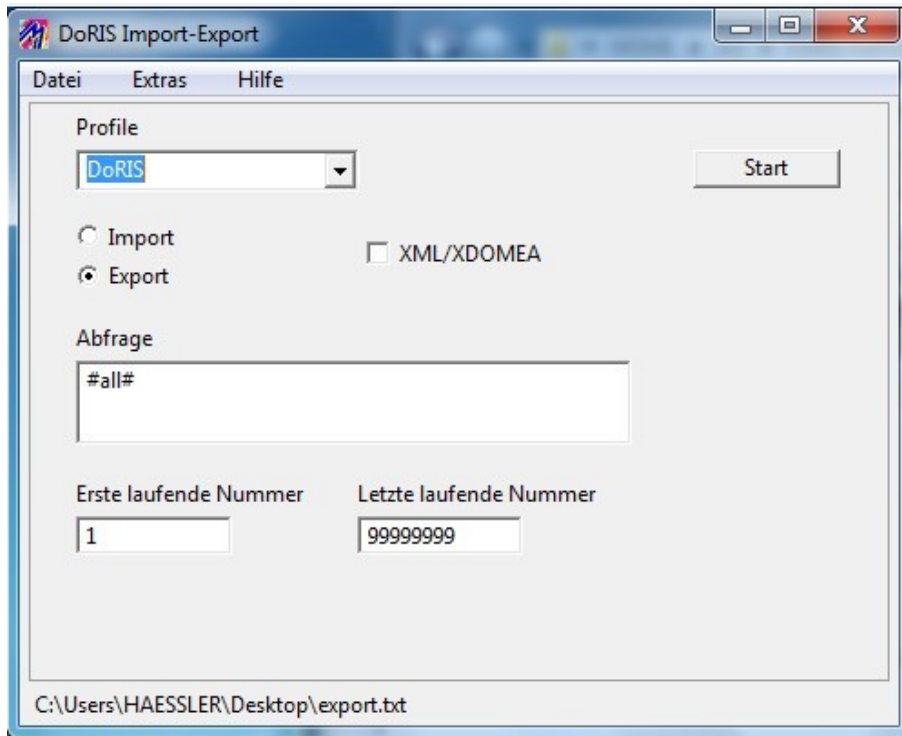 DoRIS Import-Export
Datei Extras Hilfe
Profile
DoRIS
Start
Import
XML/XDOMEA
Export
Abfrage
#all#
Erste laufende Nummer Letzte laufende Nummer
1 99999999
C:\Users\HAESSLER\Desktop\export.txt